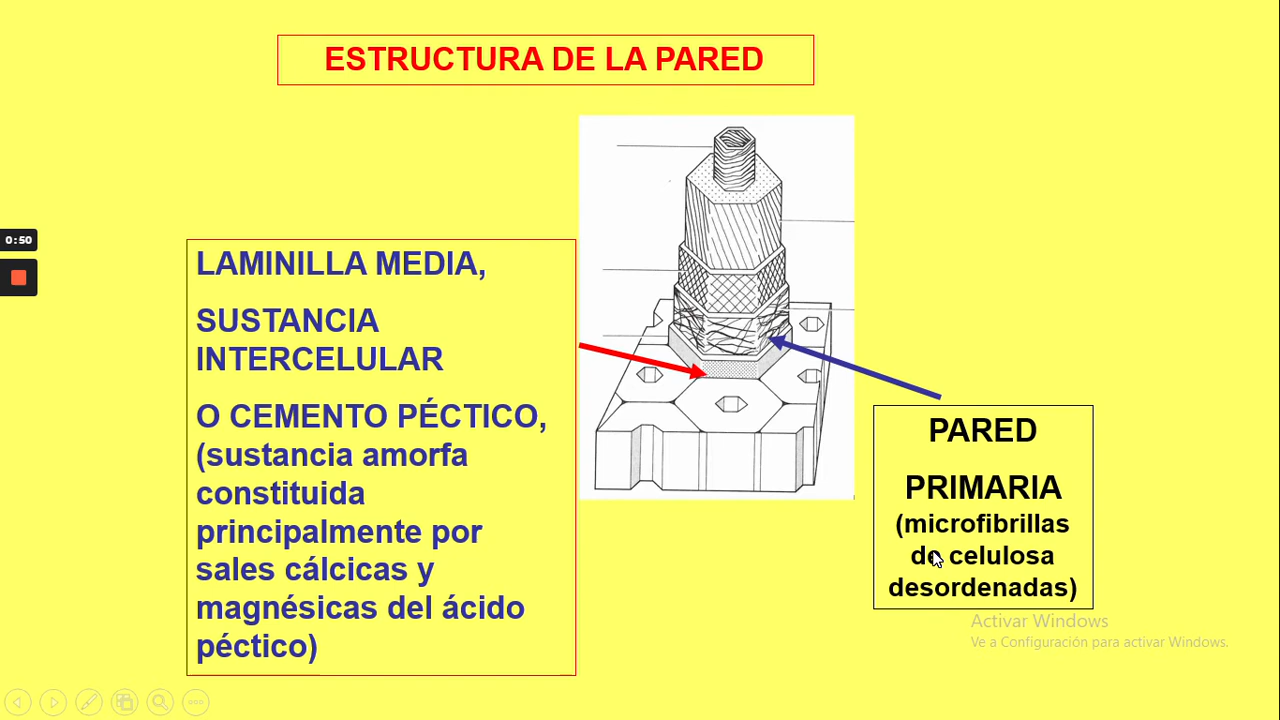 ESTRUCTURA DE LA PARED
0:50
LAMINILLA MEDIA,
SUSTANCIA
INTERCELULAR
O CEMENTO PÉCTICO,
(sustancia amorfa
constituida
principalmente por
sales cálcicas y
magnésicas del ácido
péctico)
PARED
PRIMARIA
(microfibrillas
de celulosa
desordenadas)
Activar Windows
Ve a Configuración para activar Windows.